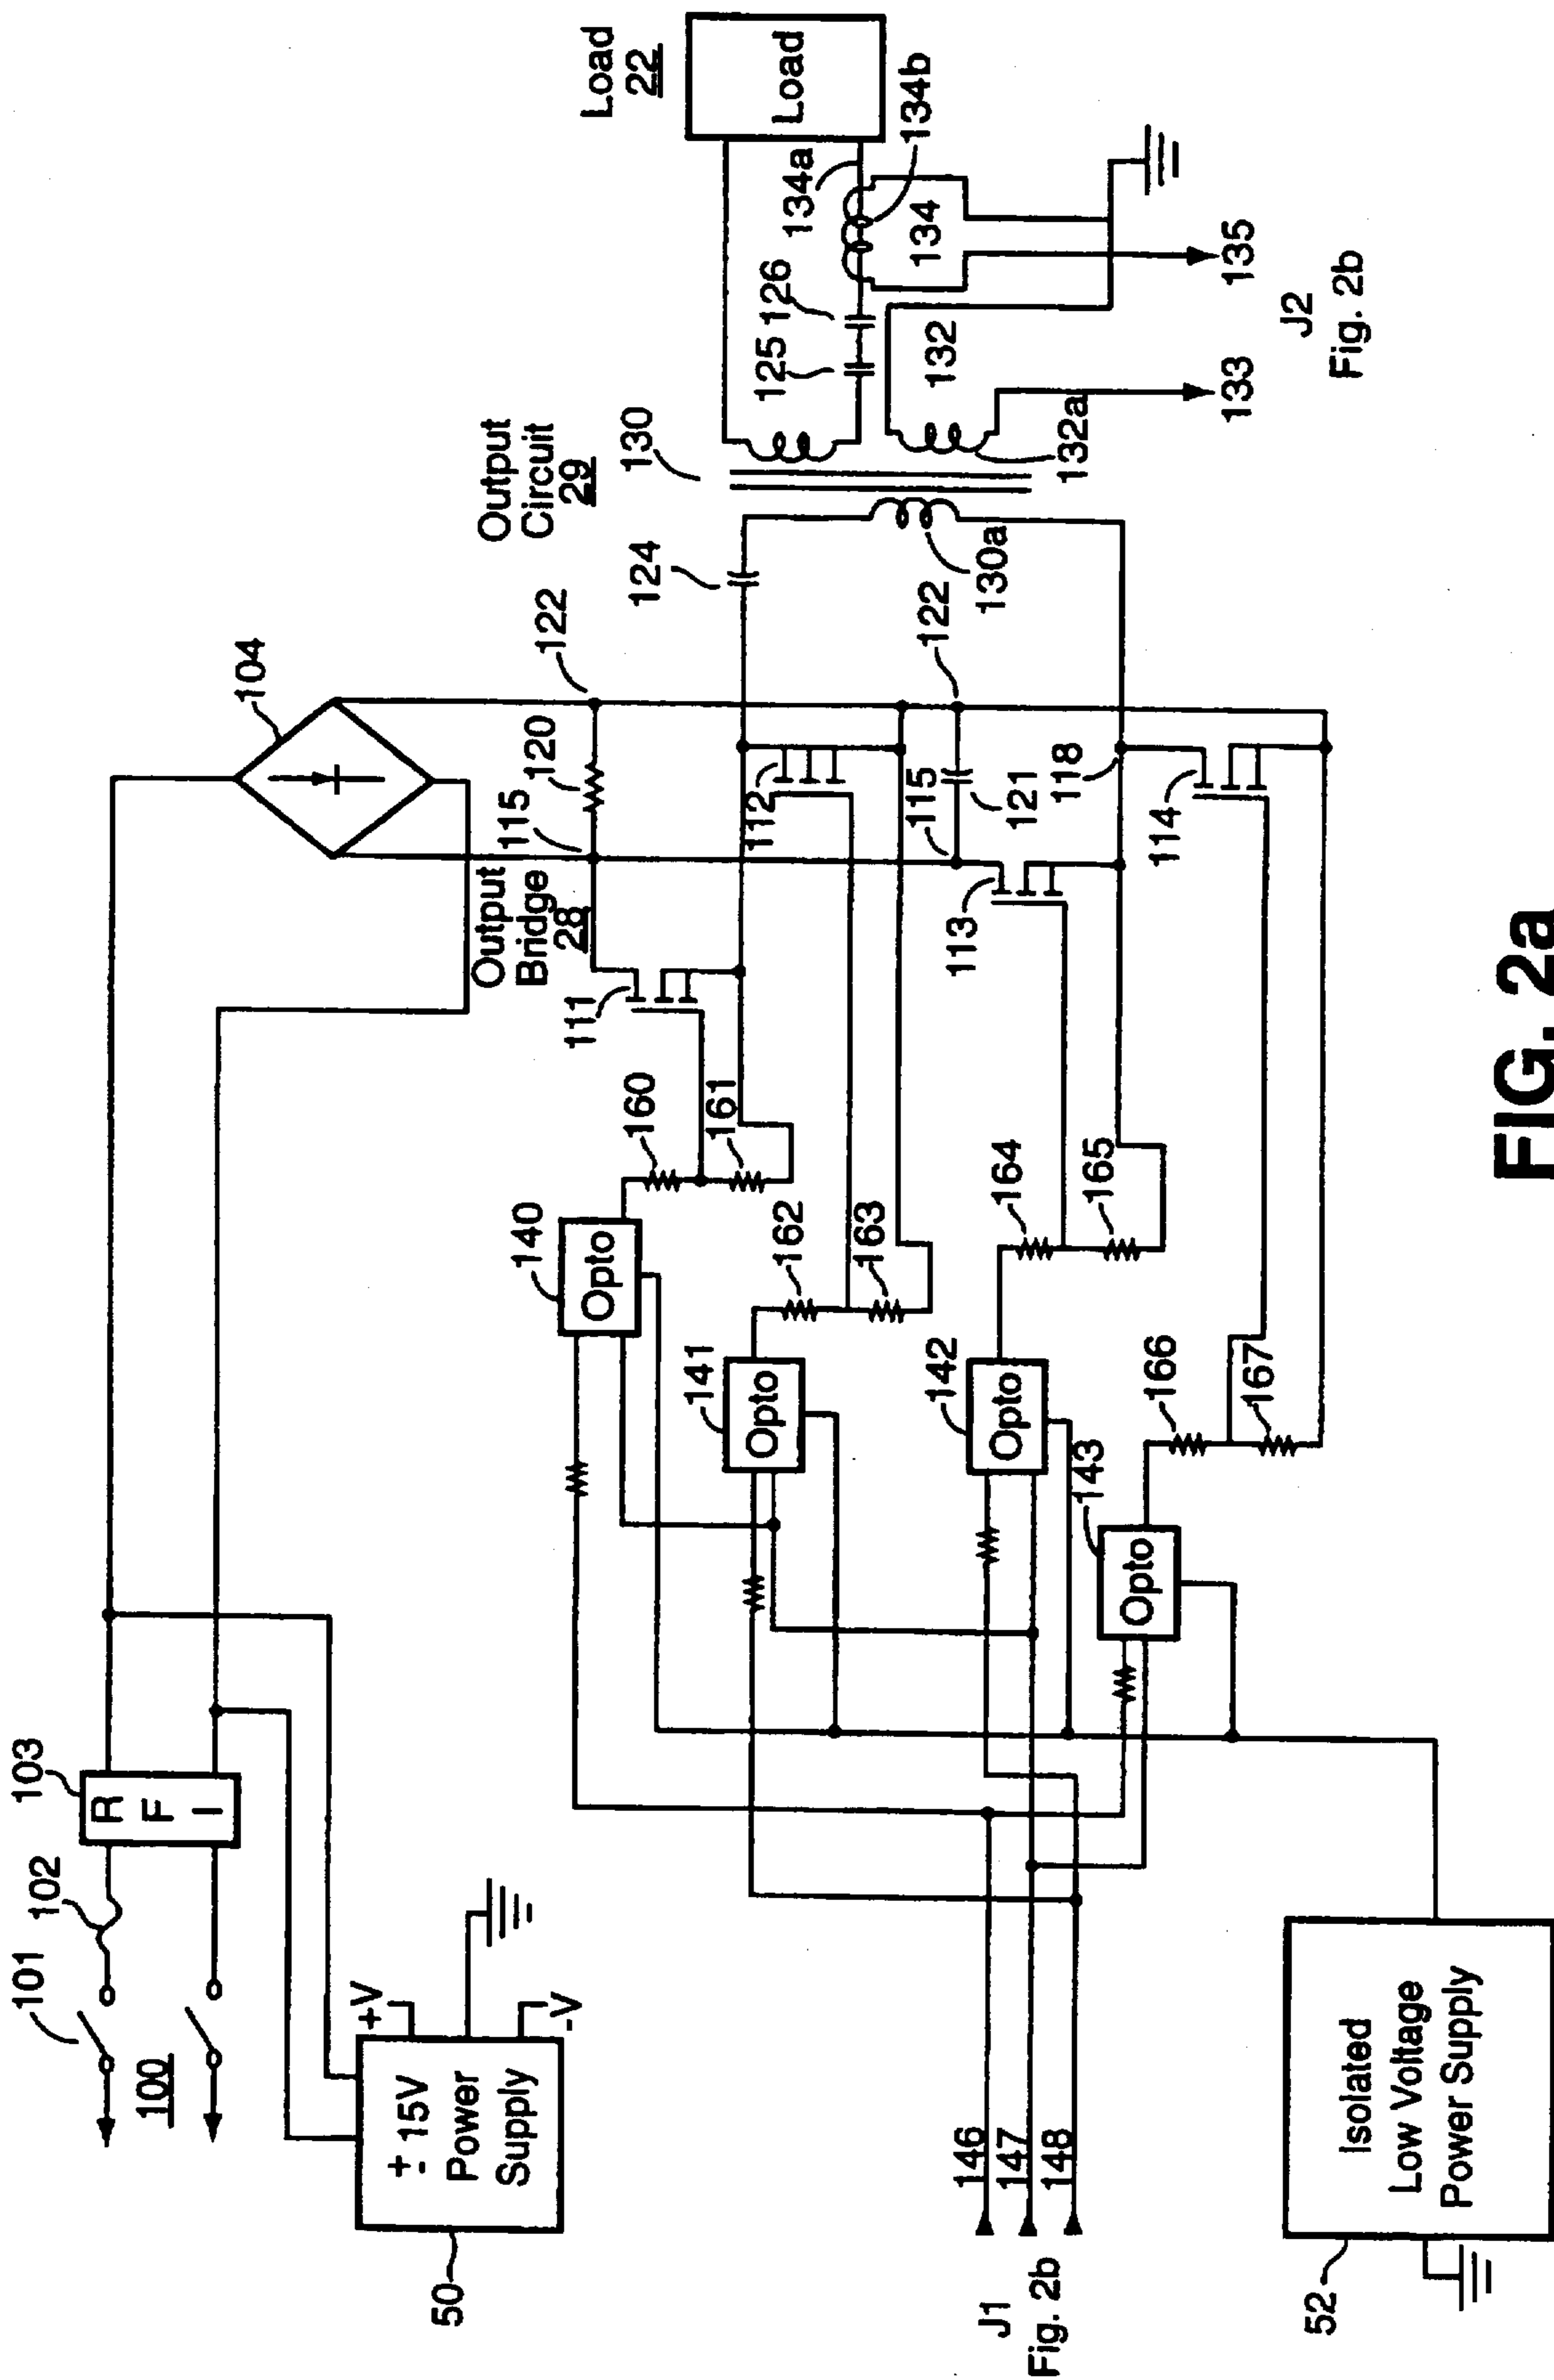 101
102
103
R
F
I
100
104
+V
-V
± 15V
Power
Supply
50
Output
Bridge
28
115
120
122
Output
Circuit
29
124
130
130a
Load
22
Load
125
126
134a
134b
134
132
132a
133
135
J2
Fig. 2b
111
112
113
114
115
121
122
118
140
Opto
160
161
141
Opto
162
163
142
Opto
164
165
143
Opto
166
167
146
147
148
J1
Fig. 2b
Isolated
Low Voltage
Power Supply
52
FIG. 2a